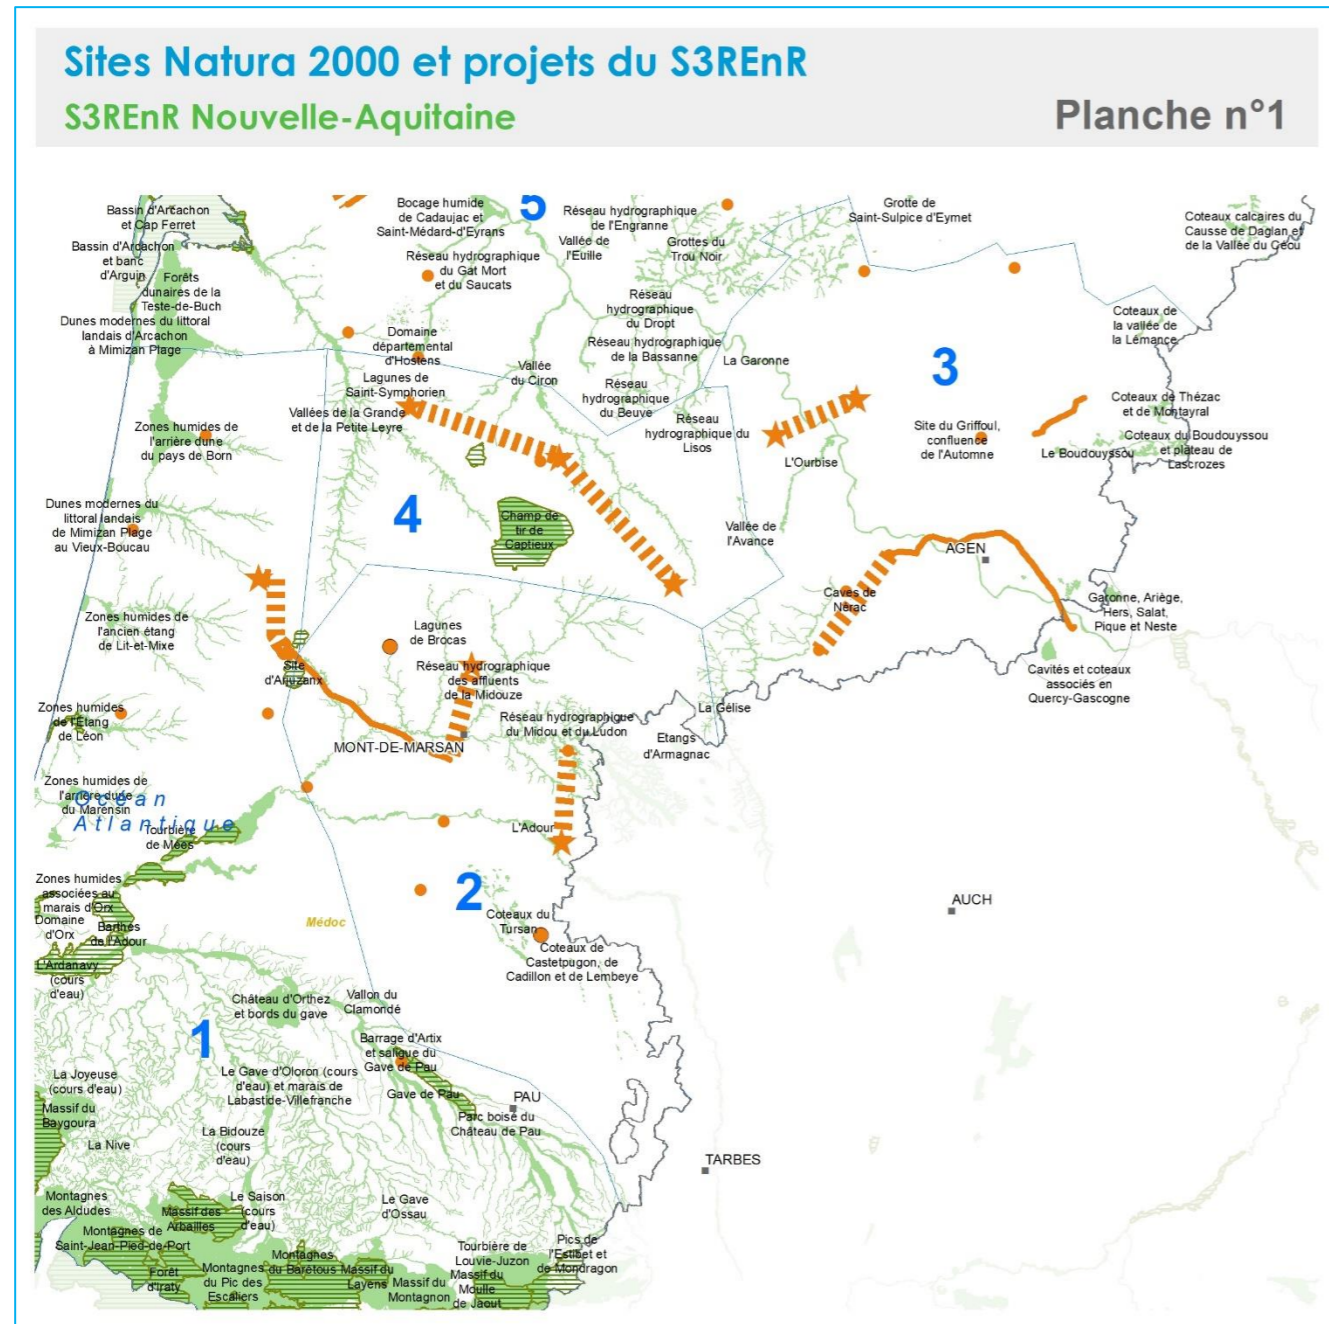 Sites Natura 2000 et projets du S3REnR
S3REnR Nouvelle-Aquitaine
Planche n°1
Bassin d'Arcachon
et Cap Ferret
Bocage humide
de Cadaujac et
Saint-Médard-d'Eyrans
5
Réseau hydrographique
de l'Engranne
Grotte de
Saint-Sulpice d'Eymet
Coteaux calcaires du
Causse de Daglan et
de la Vallée du Céou
Bassin d'Arcachon
et banc
d'Arguin
Vallée de
l'Euille
Grottes du
Trou Noir
Réseau hydrographique
du Gat Mort
et du Saucats
Forêts
dunaires de la
Teste-de-Buch
Réseau
hydrographique
du Dropt
Dunes modernes du littoral
landais d'Arcachon
à Mimizan Plage
Domaine
départemental
d'Hostens
Réseau hydrographique
de la Bassanne
Coteaux de
la vallée de
la Lémance
La Garonne
3
Vallée
du Ciron
Lagunes de
Saint-Symphorien
Réseau
hydrographique
du Beuve
Vallées de la Grande
et de la Petite Leyre
Coteaux de Thézac
et de Montayral
Zones humides de
l'arrière dune
du pays de Born
Réseau
hydrographique du
Lisos
Site du Griffoul,
confluence
de l'Automne
Coteaux du Boudouyssou
et plateau de
Lascrozes
L'Ourbise
Le Boudouyssou
Dunes modernes du
littoral landais
de Mimizan Plage
au Vieux-Boucau
4
Champ de
tir de
Captieux
Vallée de
l'Avance
AGEN
Caves de
Nérac
Garonne, Ariège,
Hers, Salat,
Pique et Neste
Zones humides de
l'ancien étang
de Lit-et-Mixe
Lagunes
de Brocas
Site
d'Arjuzanx
Réseau hydrographique
des affluents
de la Midouze
Cavités et coteaux
associés en
Quercy-Gascogne
Zones humides
de l'Etang
de Léon
La Gélise
Réseau hydrographique
du Midou et du Ludon
Etangs
d'Armagnac
MONT-DE-MARSAN
Zones humides de
l'arrière dune
du Marensin
Océan
Atlantique
Tourbière
de Mées
L'Adour
Zones humides
associées au
marais d'Orx
2
AUCH
Domaine
d'Orx
Barthes
de l'Adour
Médoc
Coteaux du
Tursan
Coteaux de
Castetpugon, de
Cadillon et de Lembeye
L'Ardanavy
(cours
d'eau)
Château d'Orthez
et bords du gave
Vallon du
Clamondé
1
Barrage d'Artix
et saligue du
Gave de Pau
La Joyeuse
(cours d'eau)
Le Gave d'Oloron (cours
d'eau) et marais de
Labastide-Villefranche
Gave de Pau
PAU
Massif du
Baygoura
Parc boisé du
Château de Pau
La Nive
La Bidouze
(cours
d'eau)
TARBES
Montagnes
des Aldudes
Massif des
Arbailles
Le Saison
(cours
d'eau)
Le Gave
d'Ossau
Montagnes de
Saint-Jean-Pied-de-Port
Forêt
d'Iraty
Montagnes
du Pic des
Escaliers
Montagnes
du Barétous
Massif du
Layens
Massif du
Montagnon
Tourbière de
Louvie-Juzon
Massif du
Moulle
de Jaout
Pics de
l'Estibet et
de Mondragon